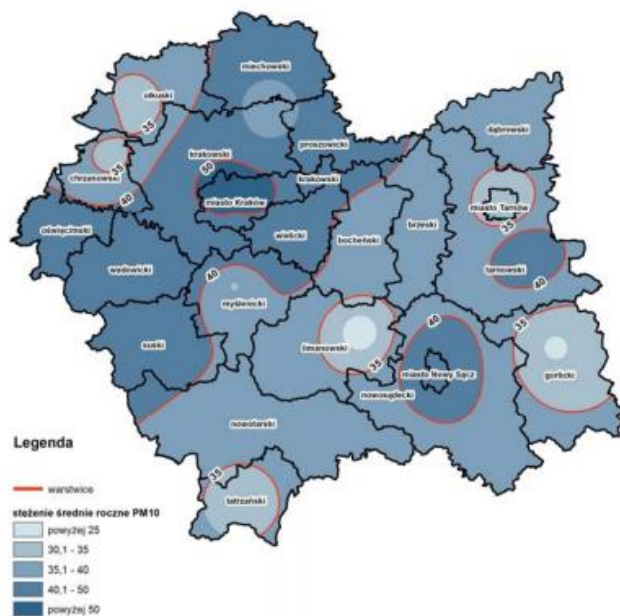 miechowski
olkuski
35
dąbrowski
proszowicki
krakowski
35
chrzanowski
50
krakowski
40
miasto Kraków
miasto Tarnów
35
oświęcimski
wielicki
bocheński
brzeski
tarnowski
wadowicki
40
40
myślenicki
35
40
suski
limanowski
35
miasto Nowy Sącz
gorlicki
nowosądecki
nowotarski
Legenda
35
tatrzański
warstwice
stężenie średnie roczne PM10
powyżej 25
30,1 - 35
35,1 - 40
40,1 - 50
powyżej 50